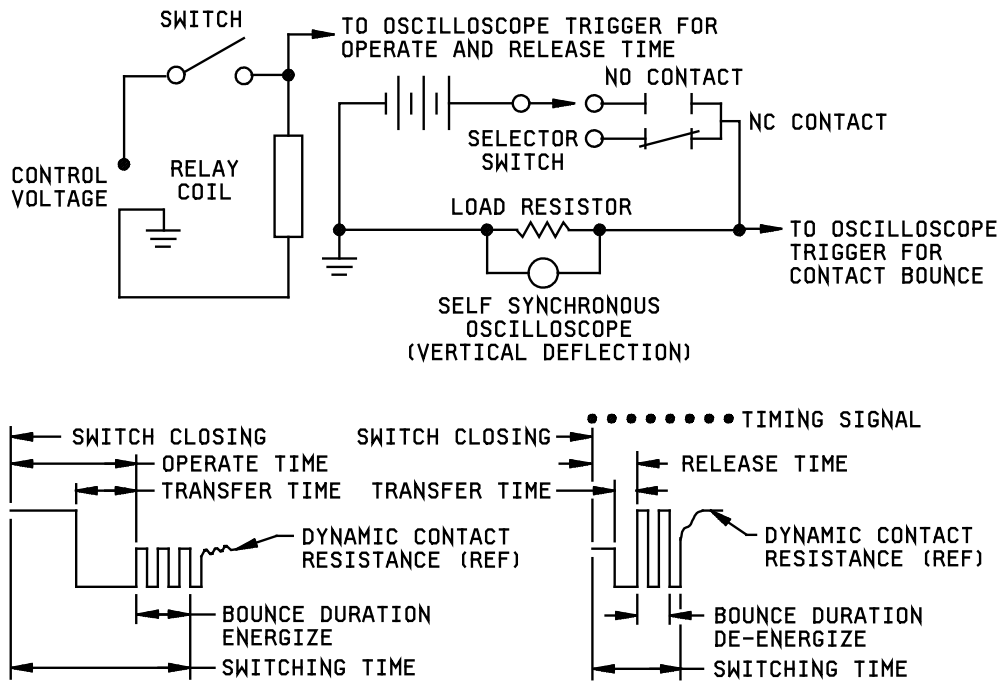 SWITCH
TO OSCILLOSCOPE TRIGGER FOR
OPERATE AND RELEASE TIME
NO CONTACT
NC CONTACT
SELECTOR
SWITCH
CONTROL
VOLTAGE
RELAY
COIL
LOAD RESISTOR
TO OSCILLOSCOPE
TRIGGER FOR
CONTACT BOUNCE
SELF SYNCHRONOUS
OSCILLOSCOPE
(VERTICAL DEFLECTION)
SWITCH CLOSING
OPERATE TIME
TRANSFER TIME
DYNAMIC CONTACT
RESISTANCE (REF)
BOUNCE DURATION
ENERGIZE
SWITCHING TIME
TIMING SIGNAL
SWITCH CLOSING
RELEASE TIME
TRANSFER TIME
DYNAMIC CONTACT
RESISTANCE (REF)
BOUNCE DURATION
DE-ENERGIZE
SWITCHING TIME